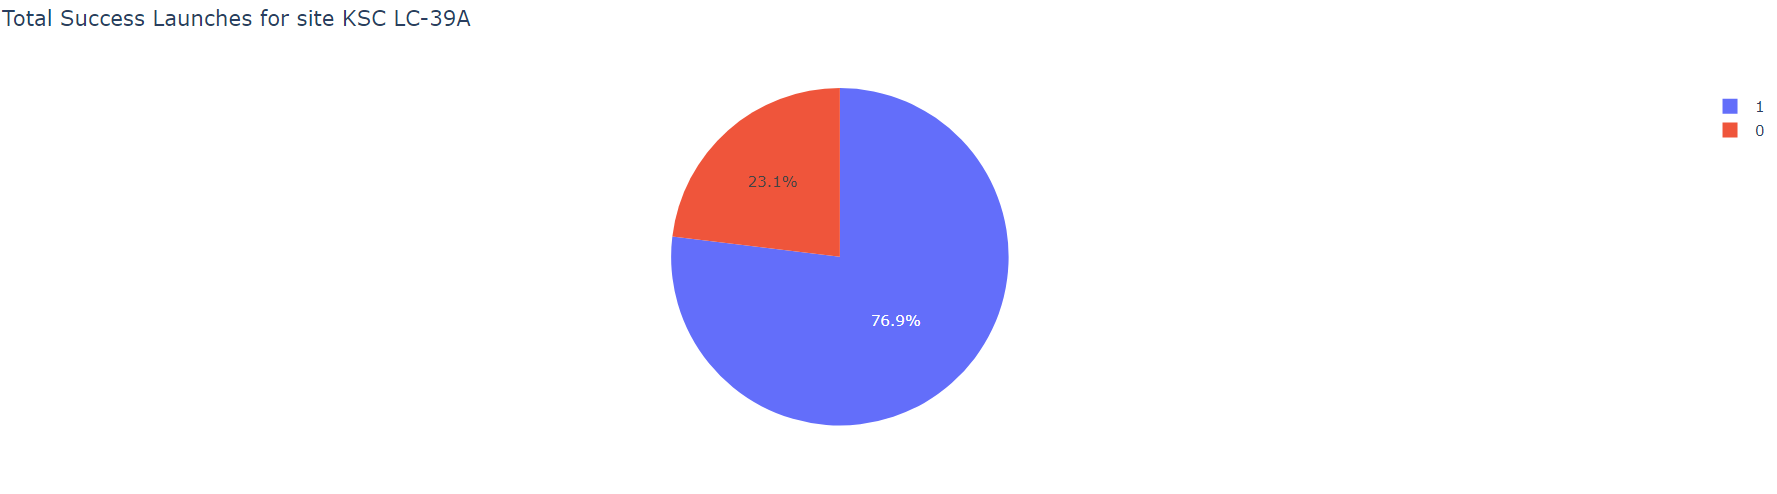 Total Success Launches for site KSC LC-39A
1
0
23.1%
76.9%